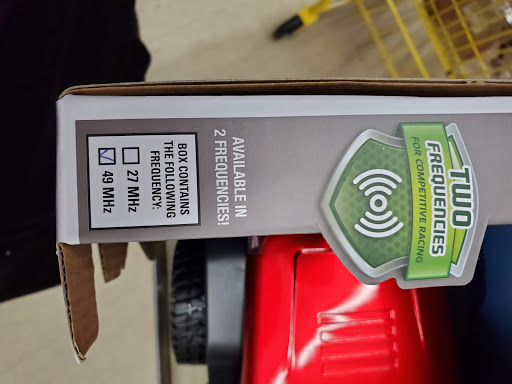 TWO
FREQUENCIES
FOR COMPETITIVE RACING
AVAILABLE IN
2 FREQUENCIES!
BOX CONTAINS
THE FOLLOWING
FREQUENCY:
27 MHz
49 MHz